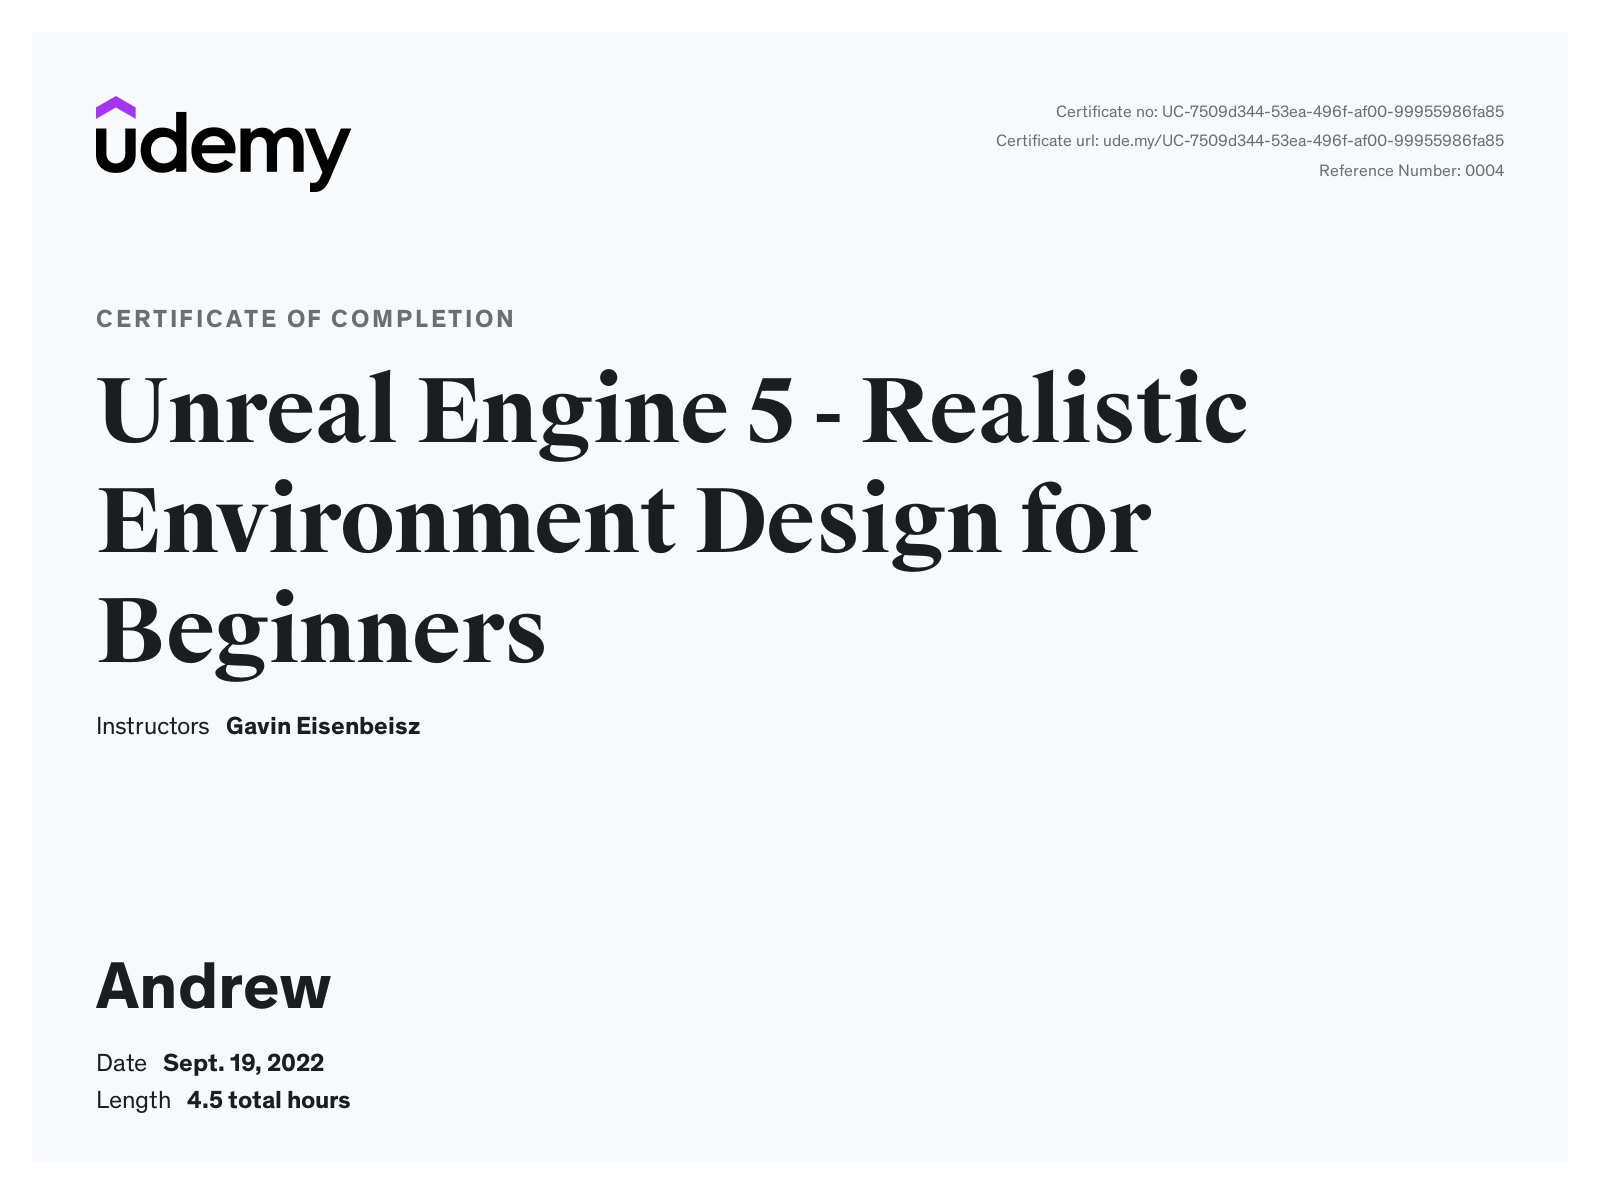 udemy
Certificate no: UC-7509d344-53ea-496f-af00-99955986fa85
Certificate url: ude.my/UC-7509d344-53ea-496f-af00-99955986fa85
Reference Number: 0004
CERTIFICATE OF COMPLETION
Unreal Engine 5 - Realistic
Environment Design for
Beginners
Instructors Gavin Eisenbeisz
Andrew
Date Sept. 19, 2022
Length 4.5 total hours